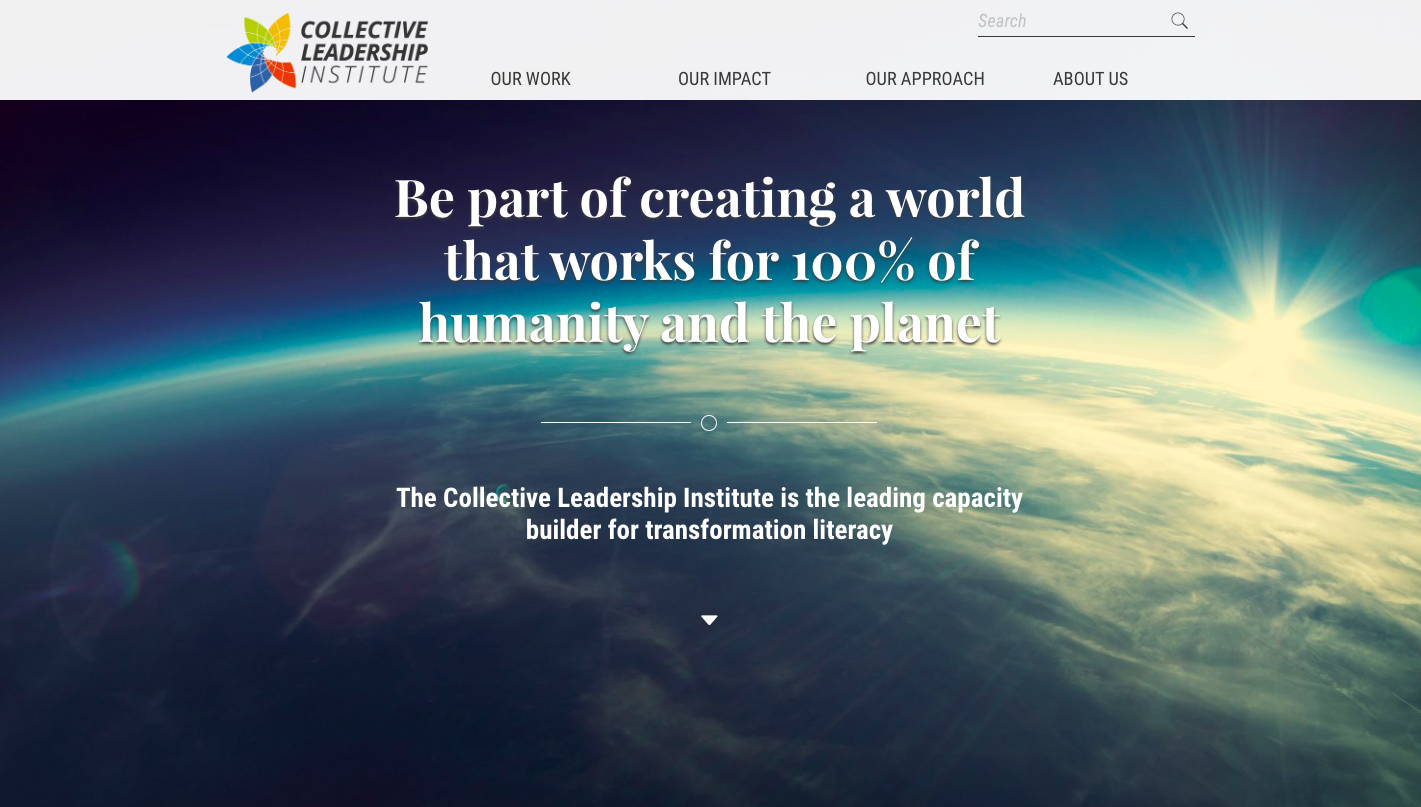 COLLECTIVE
LEADERSHIP
INSTITUTE
Search
OUR WORK
OUR IMPACT
OUR APPROACH
ABOUT US
Be part of creating a world
that works for 100% of
humanity and the planet
The Collective Leadership Institute is the leading capacity
builder for transformation literacy